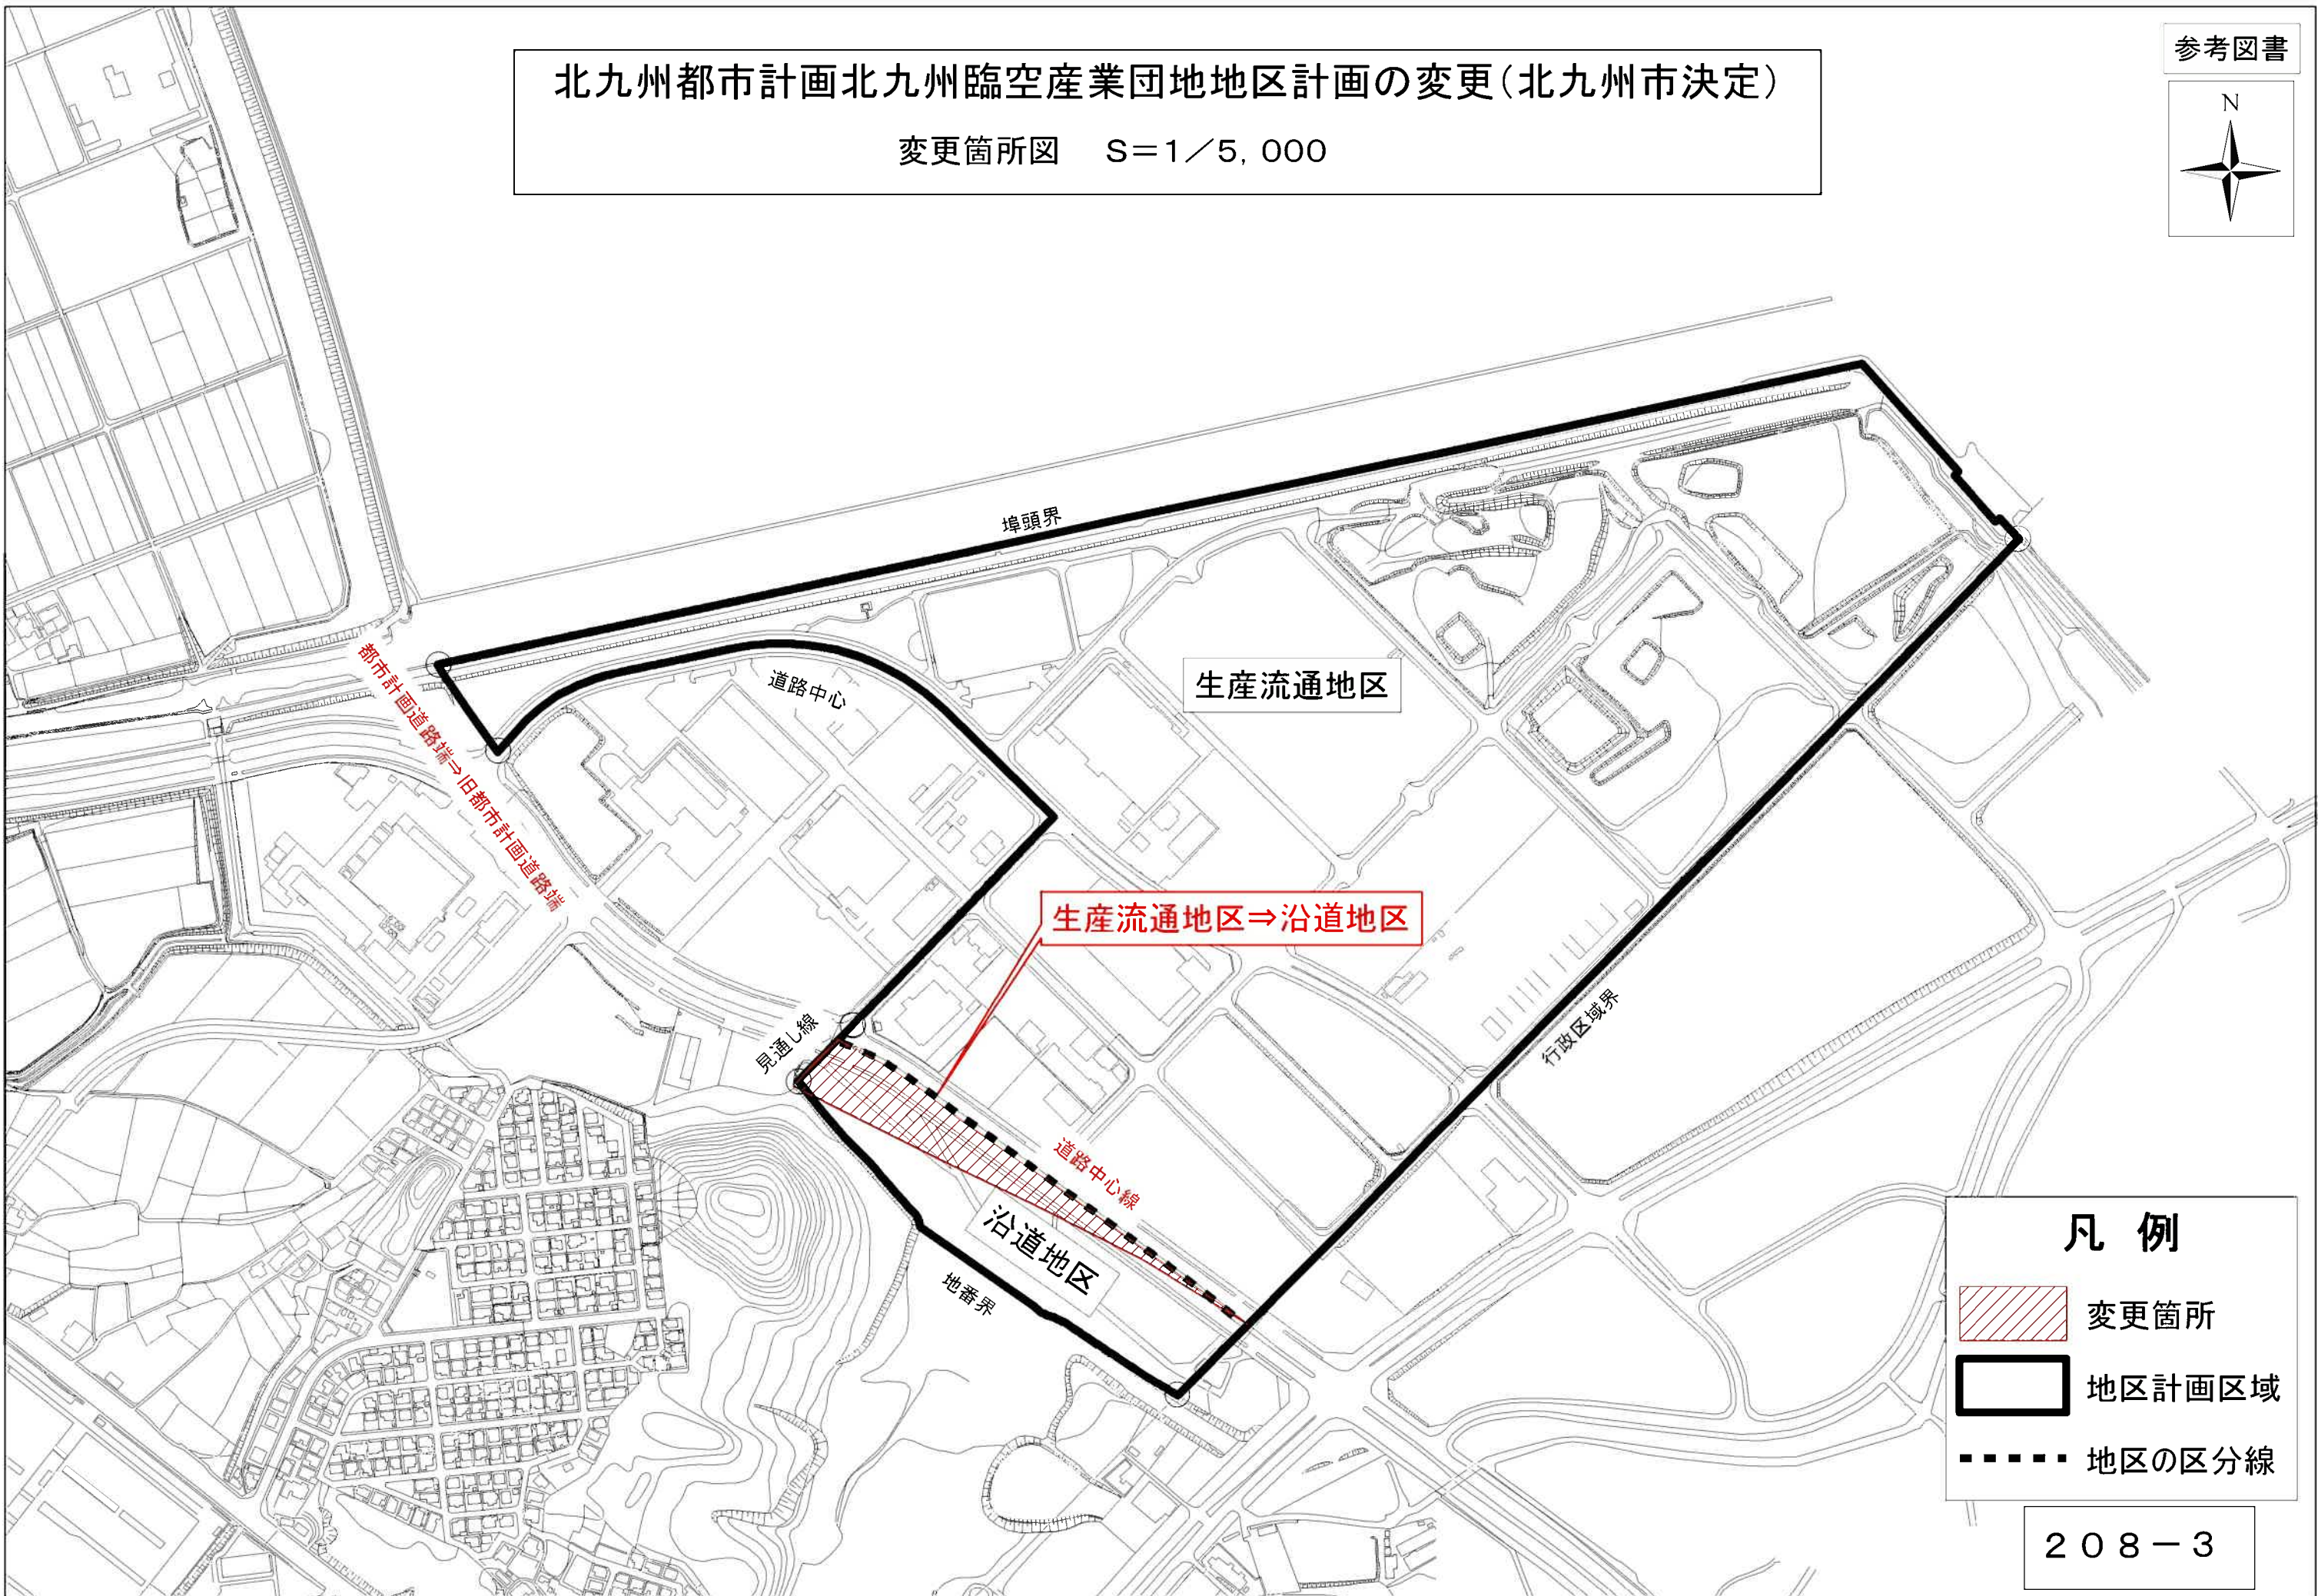 参考図書
北九州都市計画北九州臨空産業団地地区計画の変更(北九州市決定)
変更箇所図　S=1/5,000
N
埠頭界
都市計画道路端⇒旧都市計画道路端
道路中心
生産流通地区
生産流通地区⇒沿道地区
見通し線
行政区域界
道路中心線
沿道地区
地番界
凡 例
変更箇所
地区計画区域
地区の区分線
208-3